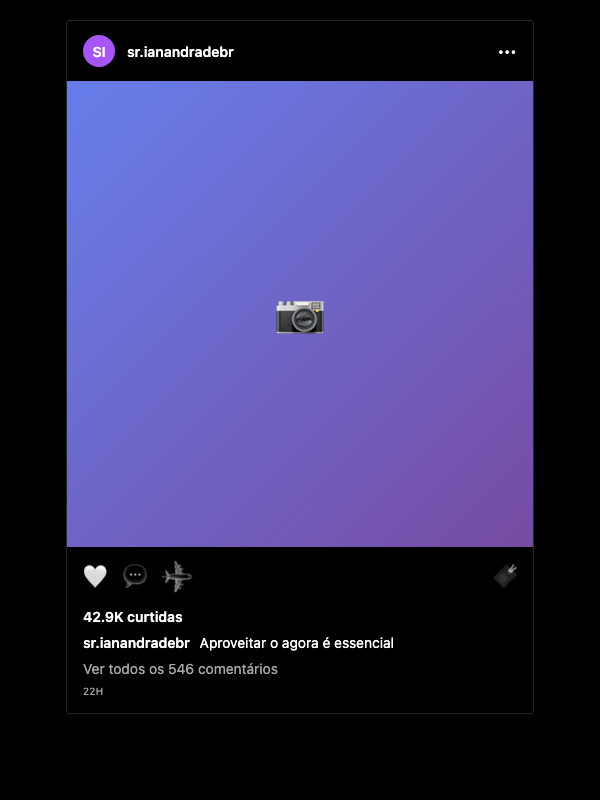 SI
sr.ianandradebr
42.9K curtidas
sr.ianandradebr Aproveitar o agora é essencial
Ver todos os 546 comentários
22H